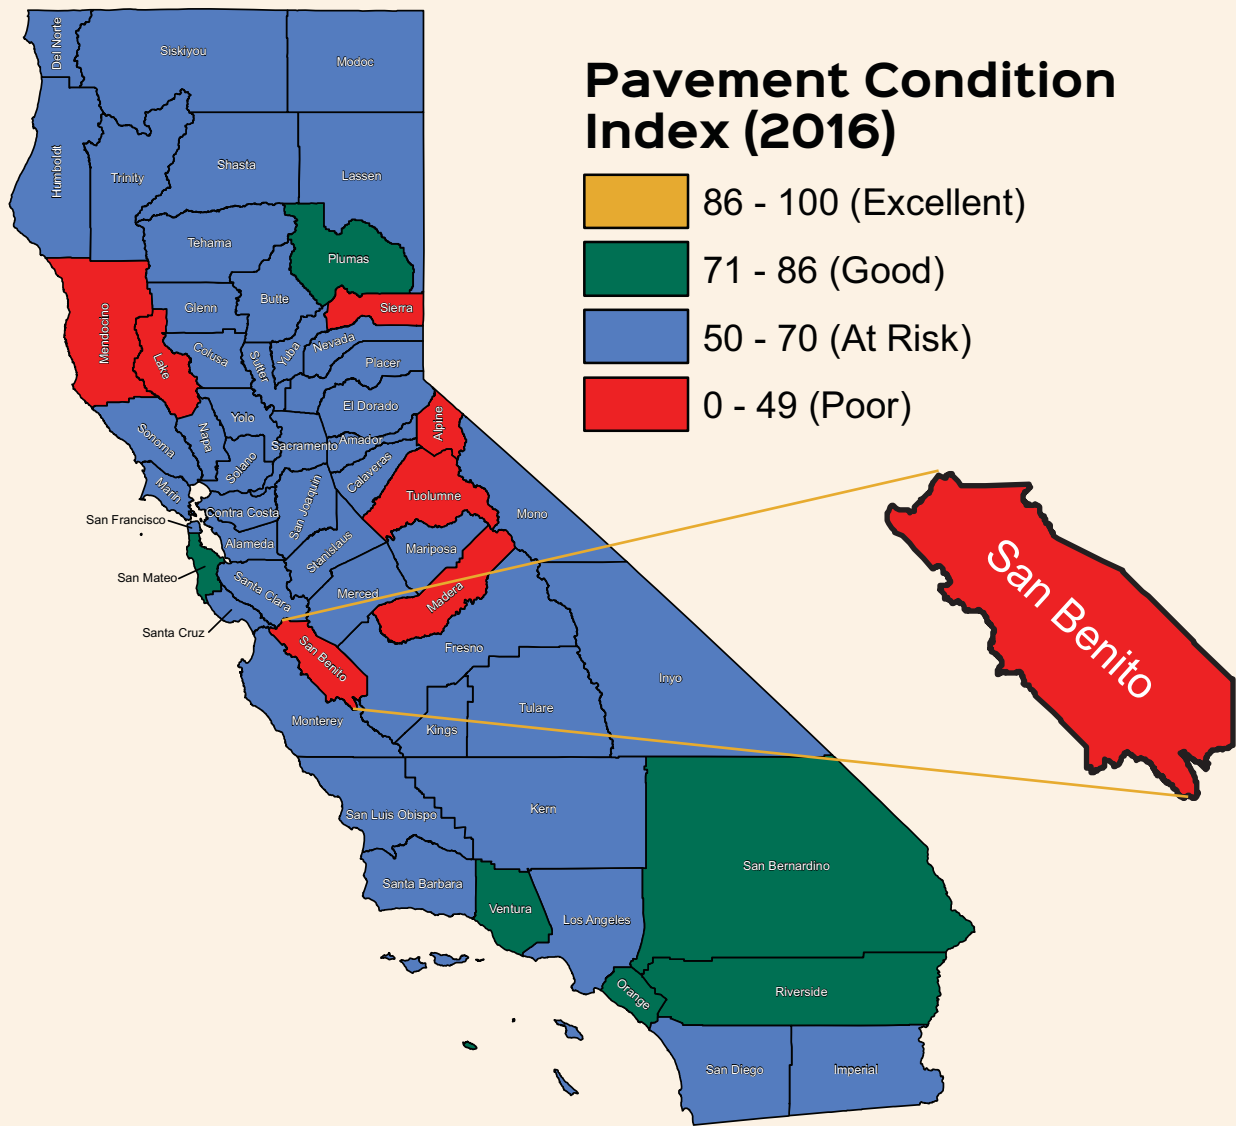 Pavement Condition
Index (2016)
86 - 100 (Excellent)
71 - 86 (Good)
50 - 70 (At Risk)
0 - 49 (Poor)
Del Norte
Siskiyou
Modoc
Humboldt
Trinity
Shasta
Lassen
Tehama
Plumas
Mendocino
Glenn
Butte
Sierra
Lake
Colusa
Sutter
Yuba
Nevada
Placer
Sonoma
Napa
Yolo
El Dorado
Alpine
Solano
Sacramento
Amador
Calaveras
Marin
Contra Costa
San Joaquin
Tuolumne
Mono
San Francisco
Alameda
Stanislaus
Mariposa
San Mateo
Santa Clara
Merced
Madera
Santa Cruz
San Benito
Fresno
Inyo
Monterey
Kings
Tulare
San Luis Obispo
Kern
San Bernardino
Santa Barbara
Ventura
Los Angeles
Orange
Riverside
San Diego
Imperial
San Benito